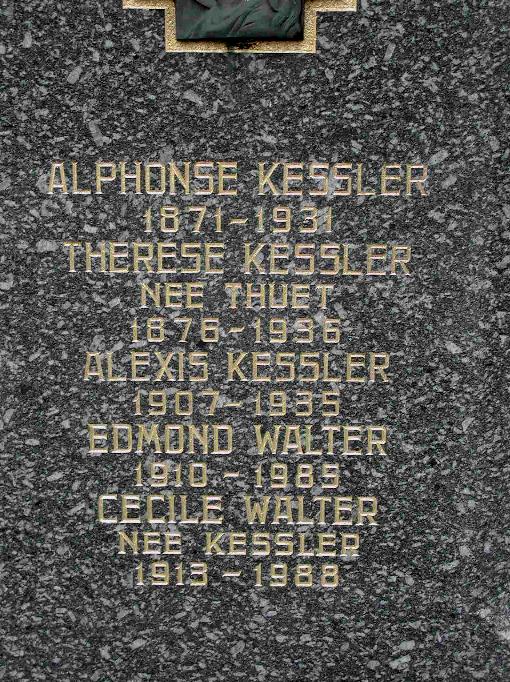 ALPHONSE KESSLER
1871-1931
THERESE KESSLER
NEE THUET
1876-1936
ALEXIS KESSLER
1907-1935
EDMOND WALTER
1910 - 1985
CECILE WALTER
NEE KESSLER
1913 - 1988